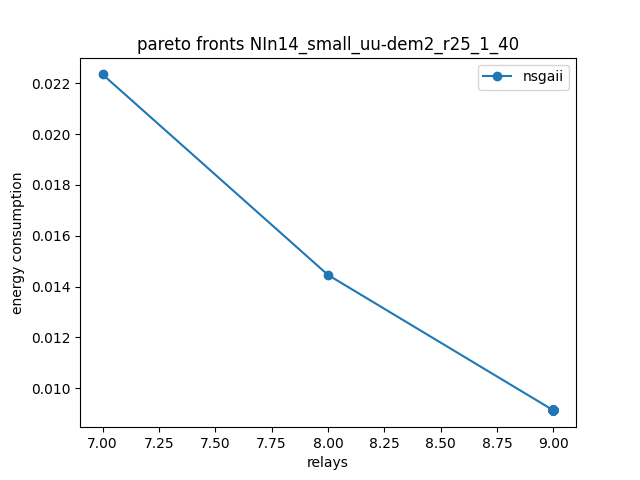 pareto fronts NIn14_small_uu-dem2_r25_1_40
nsgaii
energy consumption
0.022
0.020
0.018
0.016
0.014
0.012
0.010
7.00 7.25 7.50 7.75 8.00 8.25 8.50 8.75 9.00
relays